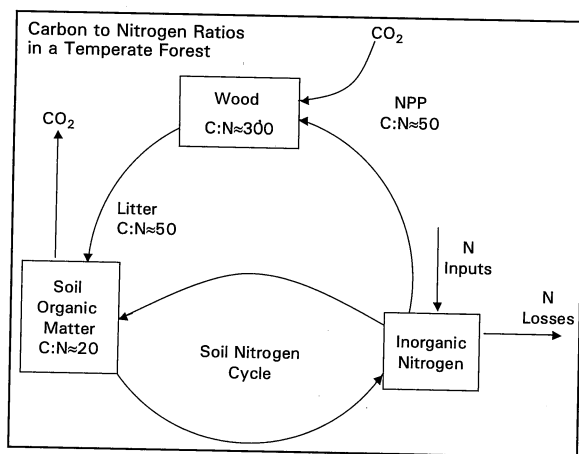 Carbon to Nitrogen Ratios
in a Temperate Forest
CO₂
Wood
C:N≈300
NPP
C:N≈50
CO₂
Litter
C:N≈50
N
Inputs
Soil
Organic
Matter
C:N≈20
N
Losses
Inorganic
Nitrogen
Soil Nitrogen
Cycle